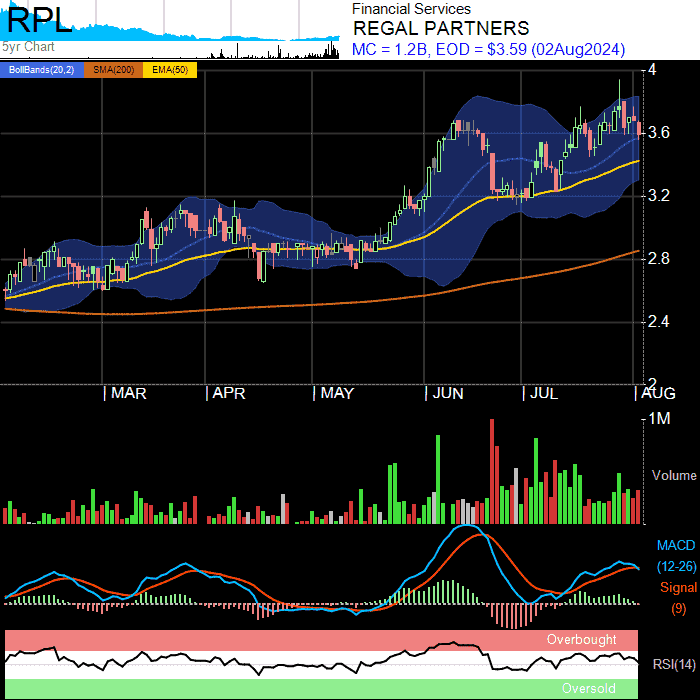 RPL
5yr Chart
Financial Services
REGAL PARTNERS
MC = 1.2B, EOD = $3.59 (02Aug2024)
BollBands(20,2) SMA(200) EMA(50)
4
3.6
3.2
2.8
2.4
2
MAR APR MAY JUN JUL AUG
1M
Volume
MACD
(12-26)
Signal
(9)
Overbought
RSI(14)
Oversold